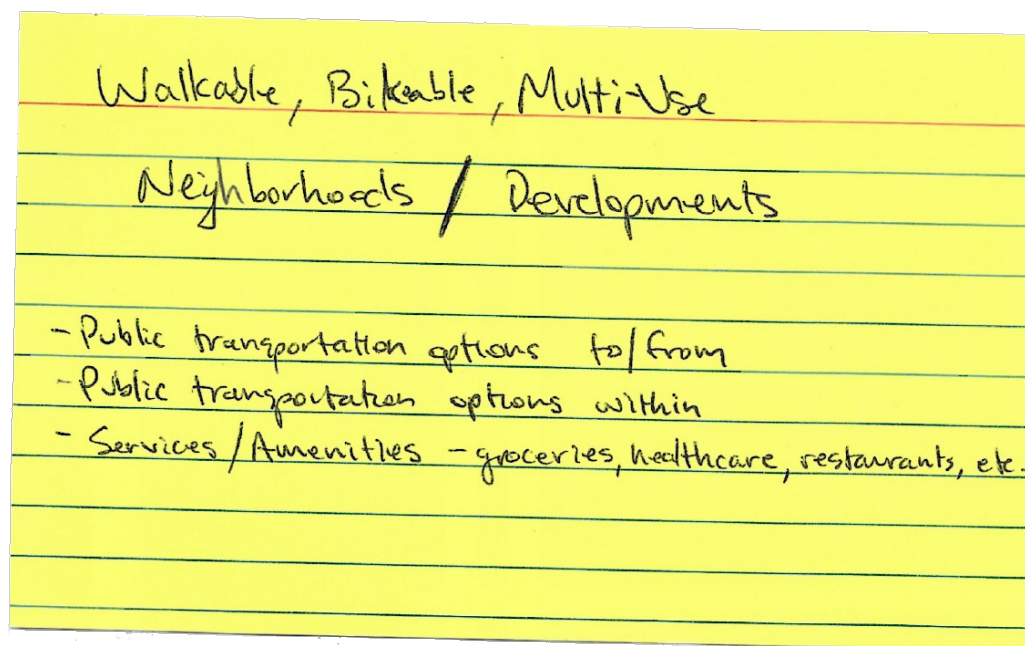 Walkable, Bikeable, Multi-Use
Neighborhoods / Developments
- Public transportation options to/from
- Public transportation options within
- Services/Amenities - groceries, healthcare, restaurants, etc.